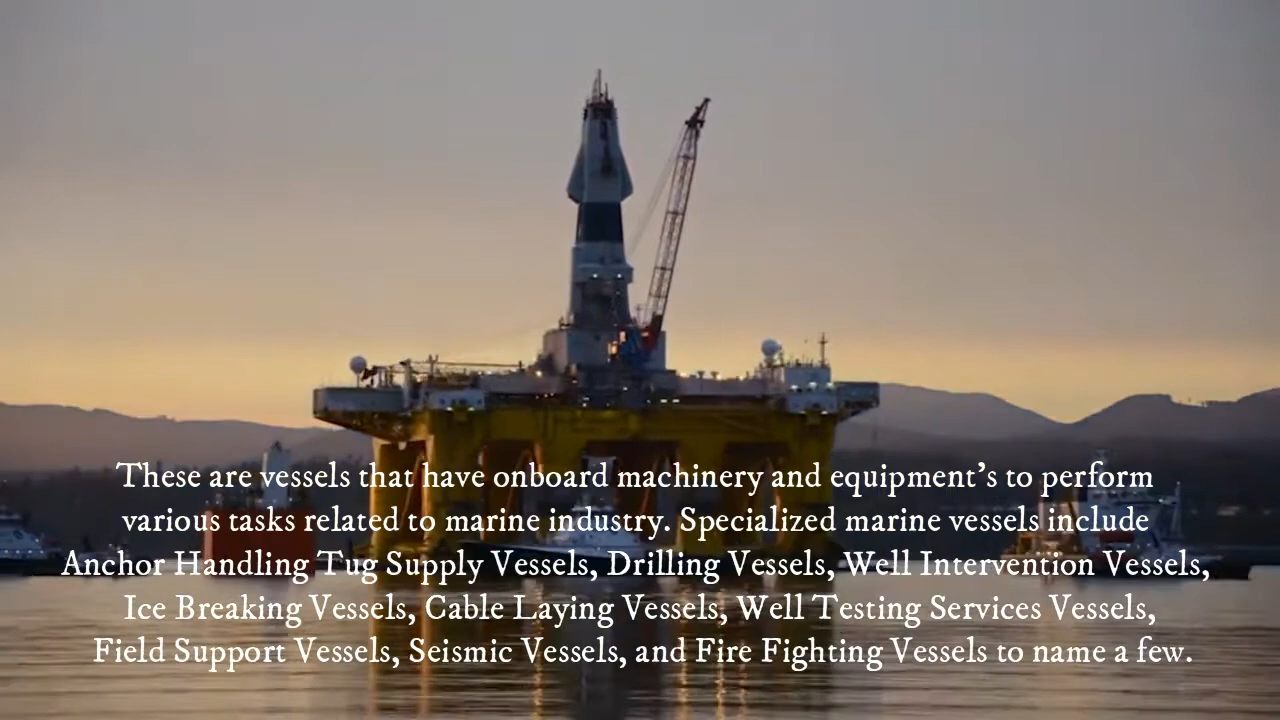 These are vessels that have onboard machinery and equipment’s to perform
various tasks related to marine industry. Specialized marine vessels include
Anchor Handling Tug Supply Vessels, Drilling Vessels, Well Intervention Vessels,
Ice Breaking Vessels, Cable Laying Vessels, Well Testing Services Vessels,
Field Support Vessels, Seismic Vessels, and Fire Fighting Vessels to name a few.